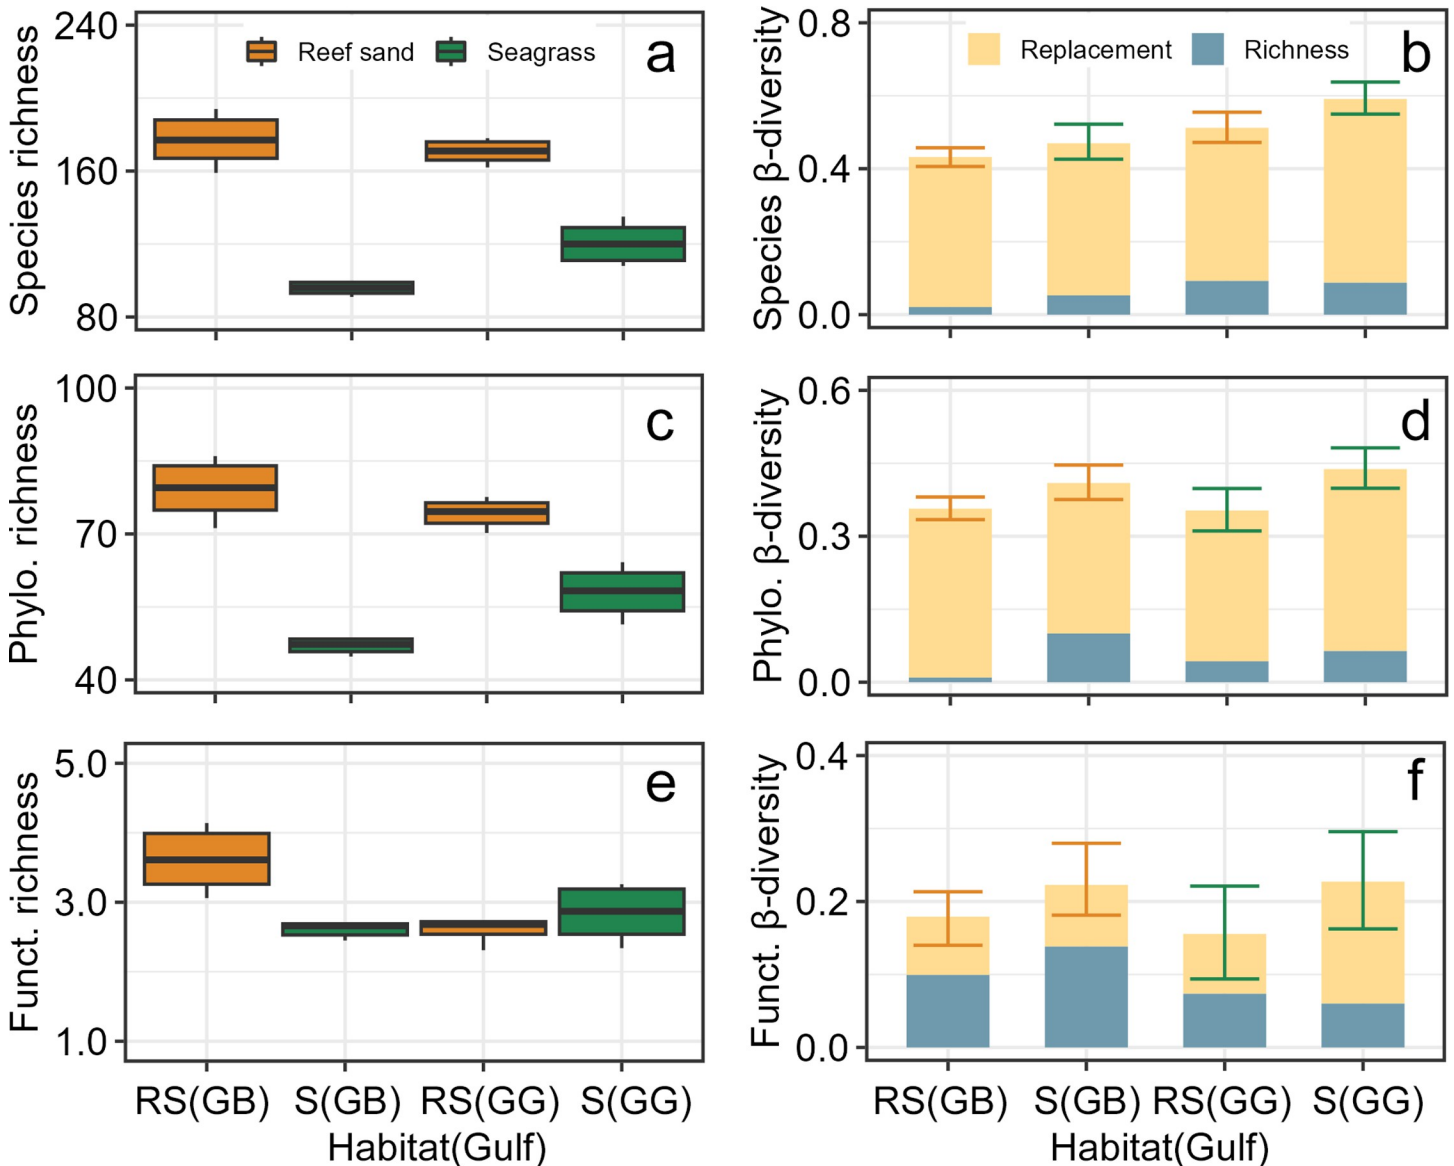 Species richness
240
160
80
Reef sand
Seagrass
a
Species β-diversity
0.8
0.4
0.0
Replacement
Richness
b
Phylo. richness
100
70
40
c
Phylo. β-diversity
0.6
0.3
0.0
d
Funct. richness
5.0
3.0
1.0
e
RS(GB) S(GB) RS(GG) S(GG)
Habitat(Gulf)
Funct. β-diversity
0.4
0.2
0.0
f
RS(GB) S(GB) RS(GG) S(GG)
Habitat(Gulf)